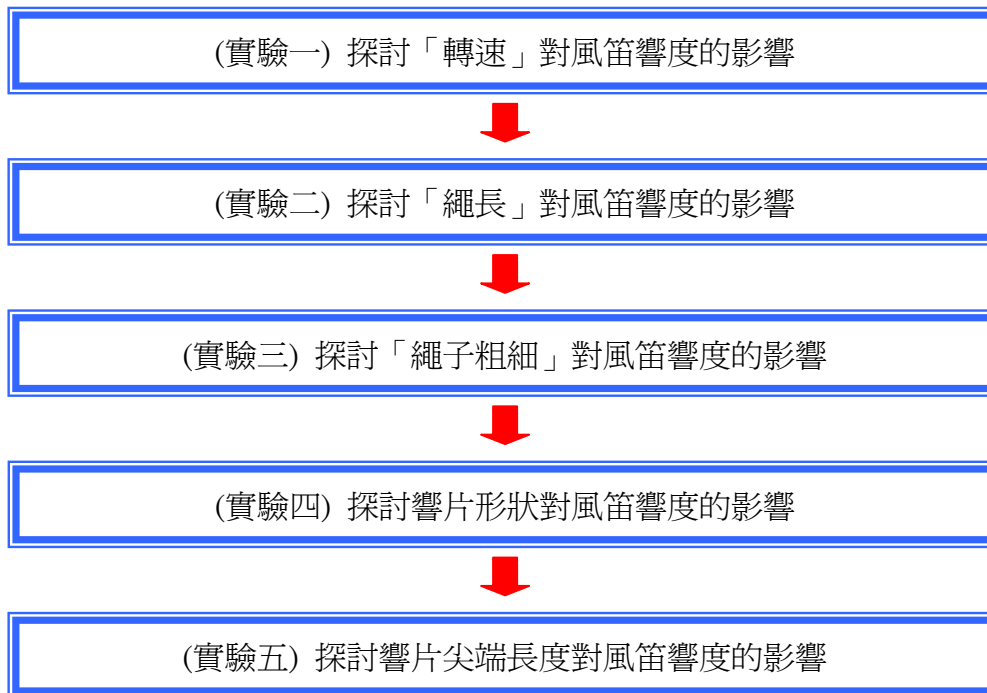 (實驗一) 探討「轉速」對風笛響度的影響
(實驗二) 探討「繩長」對風笛響度的影響
(實驗三) 探討「繩子粗細」對風笛響度的影響
(實驗四) 探討響片形狀對風笛響度的影響
(實驗五) 探討響片尖端長度對風笛響度的影響